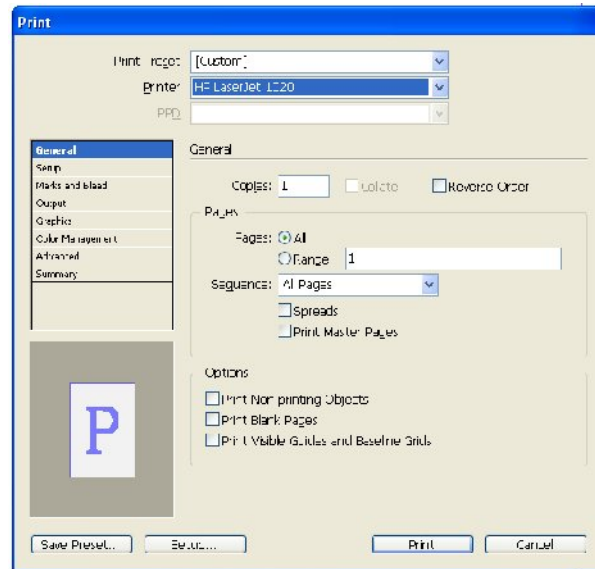 Print
Print Preset [Custom]
Printer HP LaserJet 1020
PPD
General
Setup
Marks and Bleed
Output
Graphics
Color Management
Advanced
Summary
General
Copies: 1 Collate Reverse Order
Pages
Pages: All
Range 1
Sequence: All Pages
Spreads
Print Master Pages
Options
Print Non-printing Objects
Print Blank Pages
Print Visible Guides and Baseline Grids
P
Save Preset... Setup... Print Cancel